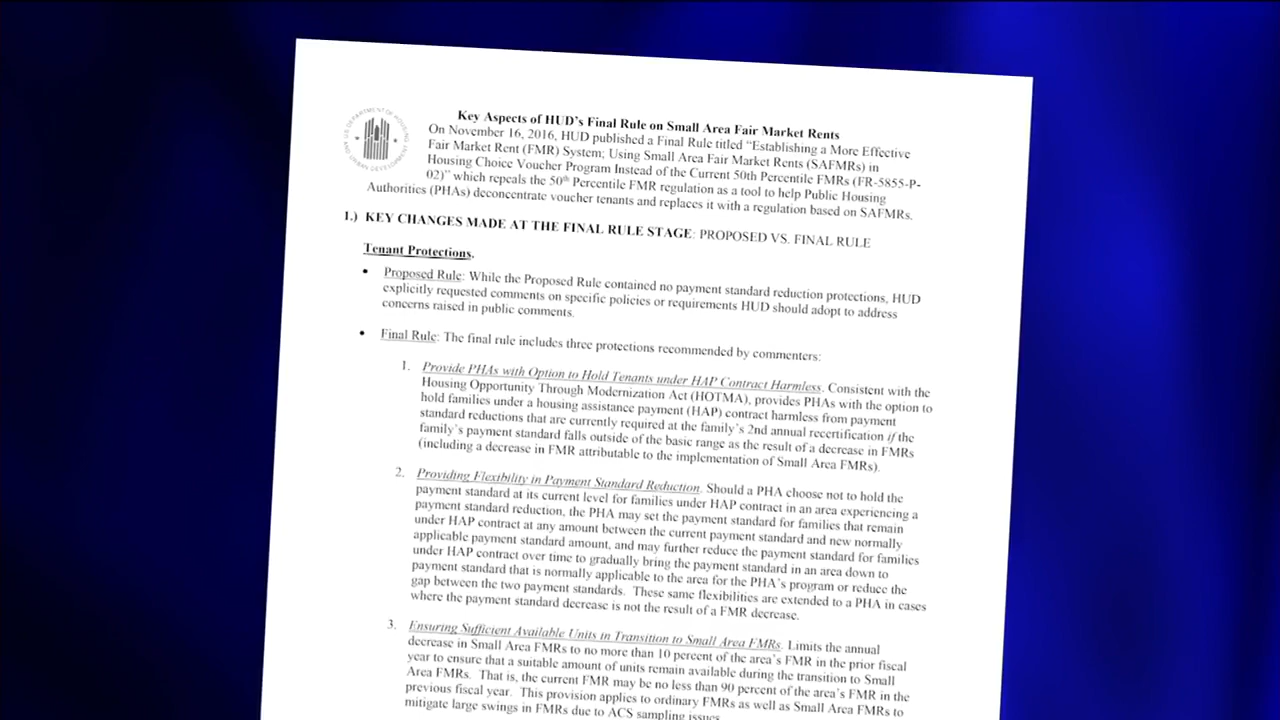 U.S. DEPARTMENT OF HOUSING
AND URBAN DEVELOPMENT
Key Aspects of HUD's Final Rule on Small Area Fair Market Rents
On November 16, 2016, HUD published a Final Rule titled “Establishing a More Effective
Fair Market Rent (FMR) System; Using Small Area Fair Market Rents (SAFMRs) in
Housing Choice Voucher Program Instead of the Current 50th Percentile FMRs (FR-5855-P-
02)” which repeals the 50th Percentile FMR regulation as a tool to help Public Housing
Authorities (PHAs) deconcentrate voucher tenants and replaces it with a regulation based on SAFMRs.
1.) KEY CHANGES MADE AT THE FINAL RULE STAGE: PROPOSED VS. FINAL RULE
Tenant Protections.
• Proposed Rule: While the Proposed Rule contained no payment standard reduction protections, HUD
explicitly requested comments on specific policies or requirements HUD should adopt to address
concerns raised in public comments.
• Final Rule: The final rule includes three protections recommended by commenters:
1. Provide PHAs with Option to Hold Tenants under HAP Contract Harmless. Consistent with the
Housing Opportunity Through Modernization Act (HOTMA), provides PHAs with the option to
hold families under a housing assistance payment (HAP) contract harmless from payment
standard reductions that are currently required at the family's 2nd annual recertification if the
family's payment standard falls outside of the basic range as the result of a decrease in FMRs
(including a decrease in FMR attributable to the implementation of Small Area FMRs).
2. Providing Flexibility in Payment Standard Reduction. Should a PHA choose not to hold the
payment standard at its current level for families under HAP contract in an area experiencing a
payment standard reduction, the PHA may set the payment standard for families that remain
under HAP contract at any amount between the current payment standard and new normally
applicable payment standard amount, and may further reduce the payment standard for families
under HAP contract over time to gradually bring the payment standard in an area down to
payment standard that is normally applicable to the area for the PHA's program or reduce the
gap between the two payment standards. These same flexibilities are extended to a PHA in cases
where the payment standard decrease is not the result of a FMR decrease.
3. Ensuring Sufficient Available Units in Transition to Small Area FMRs. Limits the annual
decrease in Small Area FMRs to no more than 10 percent of the area's FMR in the prior fiscal
year to ensure that a suitable amount of units remain available during the transition to Small
Area FMRs. That is, the current FMR may be no less than 90 percent of the area's FMR in the
previous fiscal year. This provision applies to ordinary FMRs as well as Small Area FMRs to
mitigate large swings in FMRs due to ACS sampling issues.